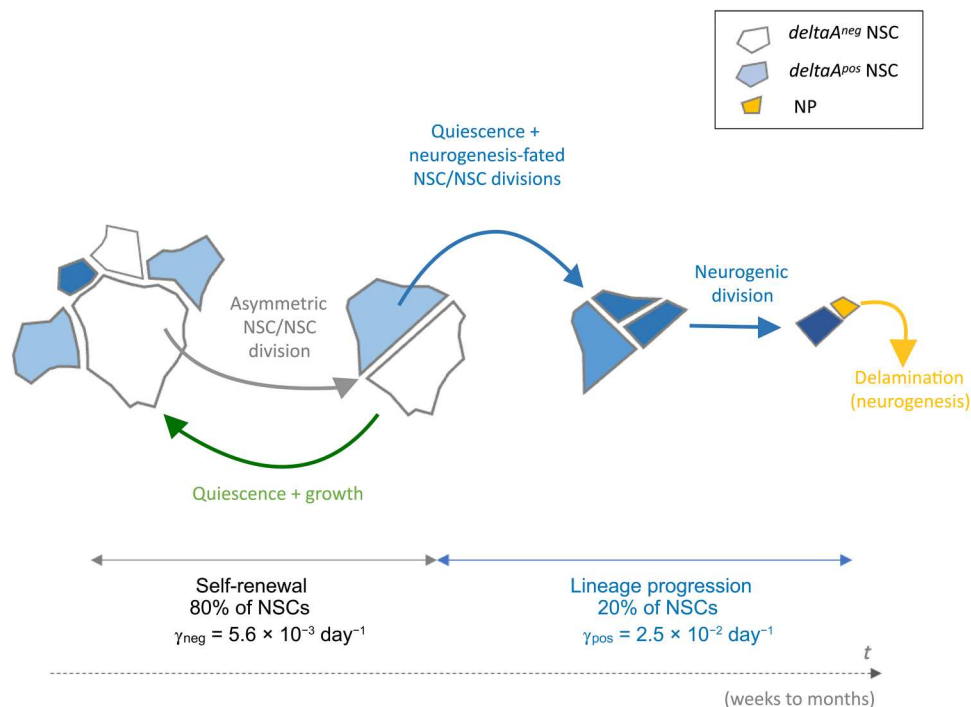 deltaAⁿᵉᵍ NSC
deltaAᵖᵒˢ NSC
NP
Quiescence +
neurogenesis-fated
NSC/NSC divisions
Asymmetric
NSC/NSC
division
Neurogenic
division
Delamination
(neurogenesis)
Quiescence + growth
Self-renewal
80% of NSCs
γneg = 5.6 × 10⁻³ day⁻¹
Lineage progression
20% of NSCs
γpos = 2.5 × 10⁻² day⁻¹
t
(weeks to months)